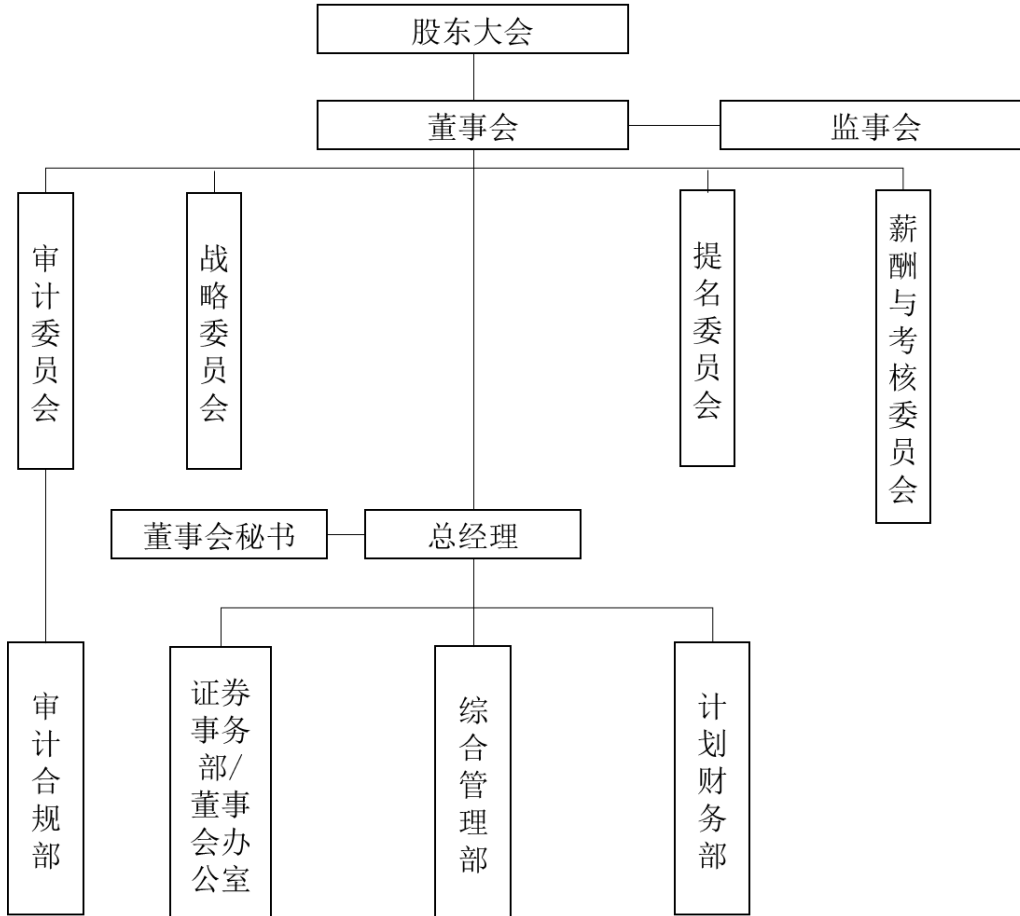 股东大会
董事会
监事会
审计委员会
战略委员会
提名委员会
薪酬与考核委员会
董事会秘书
总经理
审计合规部
证券
事务
部/
董事
会办
公室
综合管理部
计划财务部